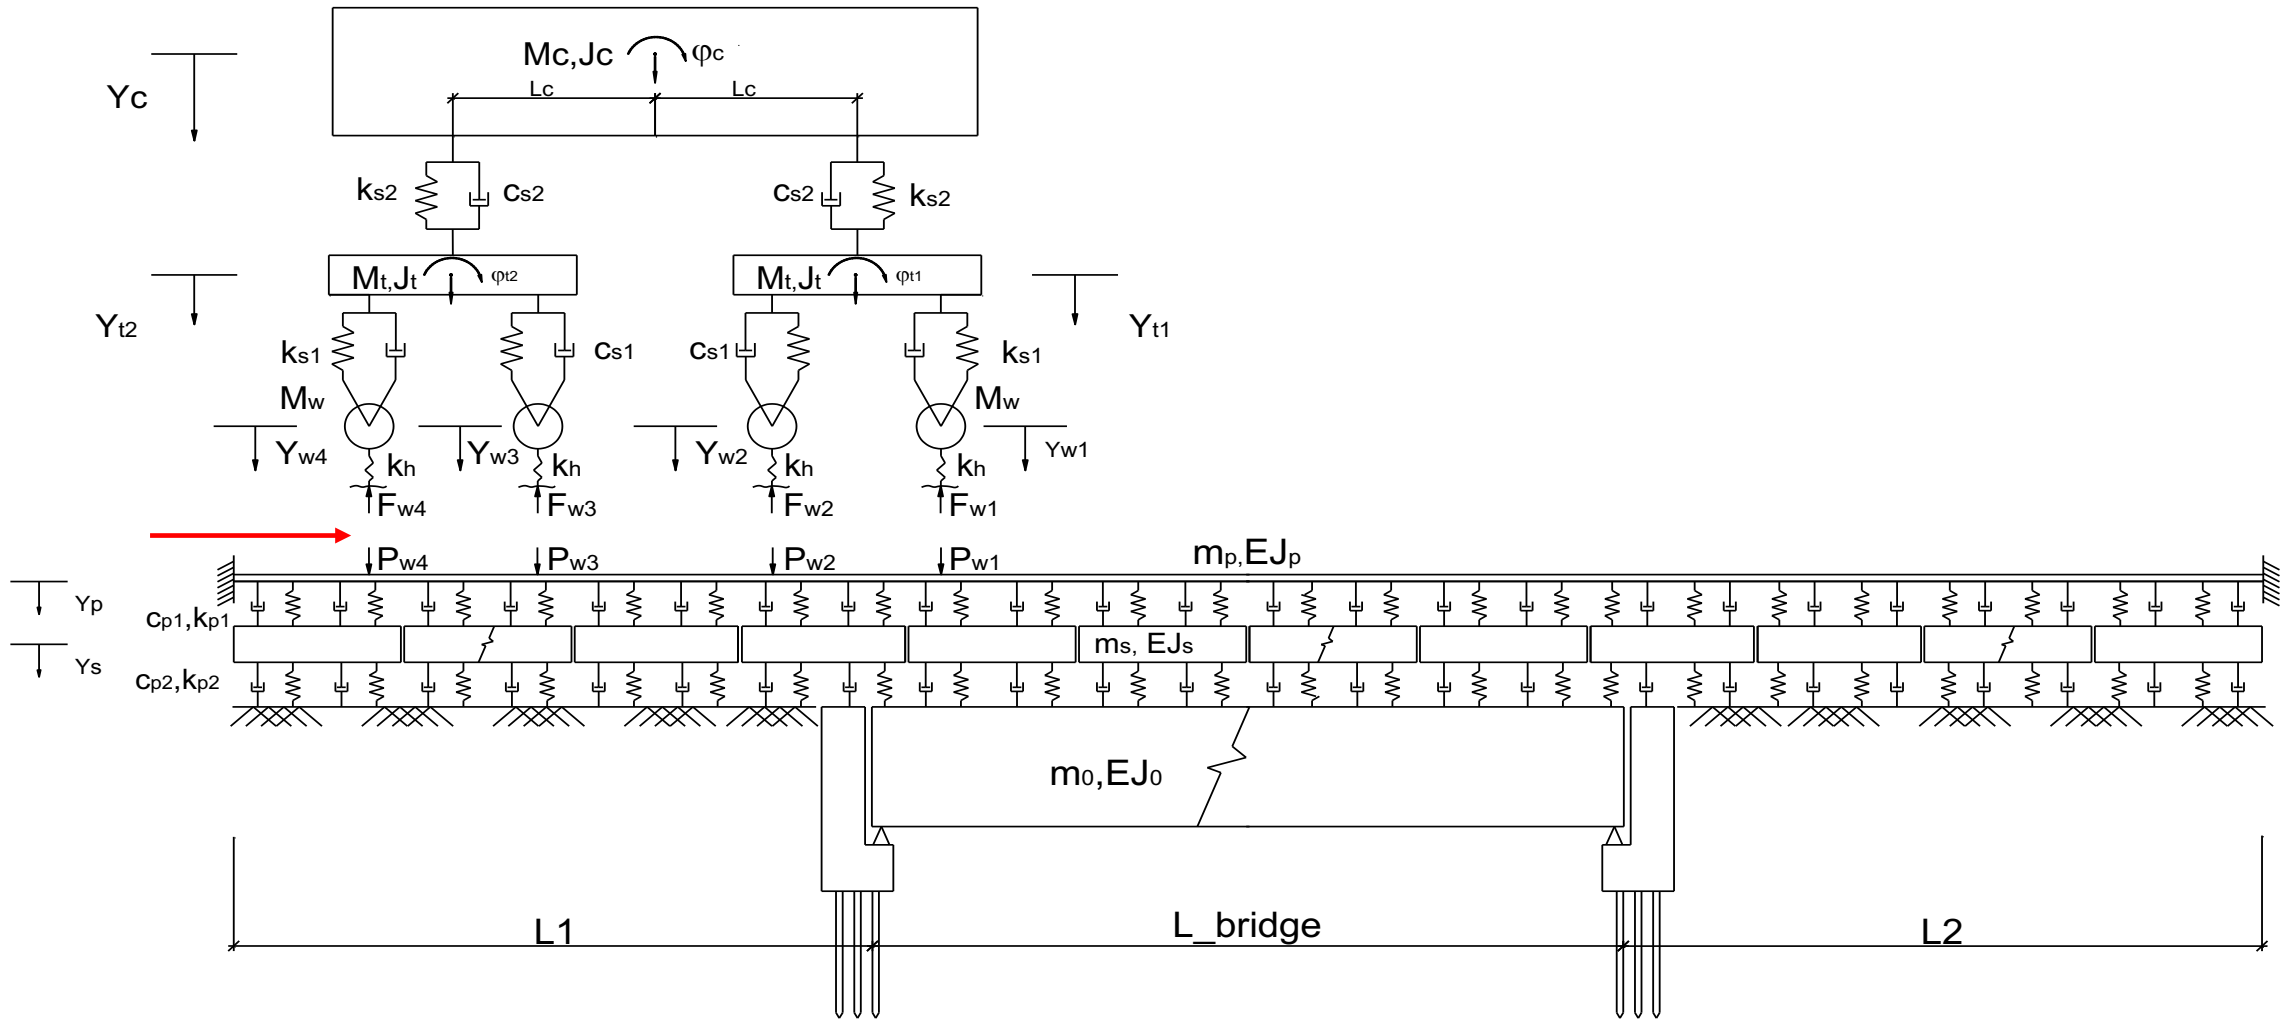 Mc,Jc φc
Yc
Lc Lc
ks2 cs2 cs2 ks2
Mt,Jt φt2 Mt,Jt φt1
Yt2 Yt1
ks1 cs1 cs1 ks1
Mw Mw
Yw4 Yw3 Yw2 Yw1
kh kh kh kh
Fw4 Fw3 Fw2 Fw1
Pw4 Pw3 Pw2 Pw1 mp,EJp
Yp
cp1,kp1
ms, EJs
Ys
cp2,kp2
m0,EJ0
L1 L_bridge L2